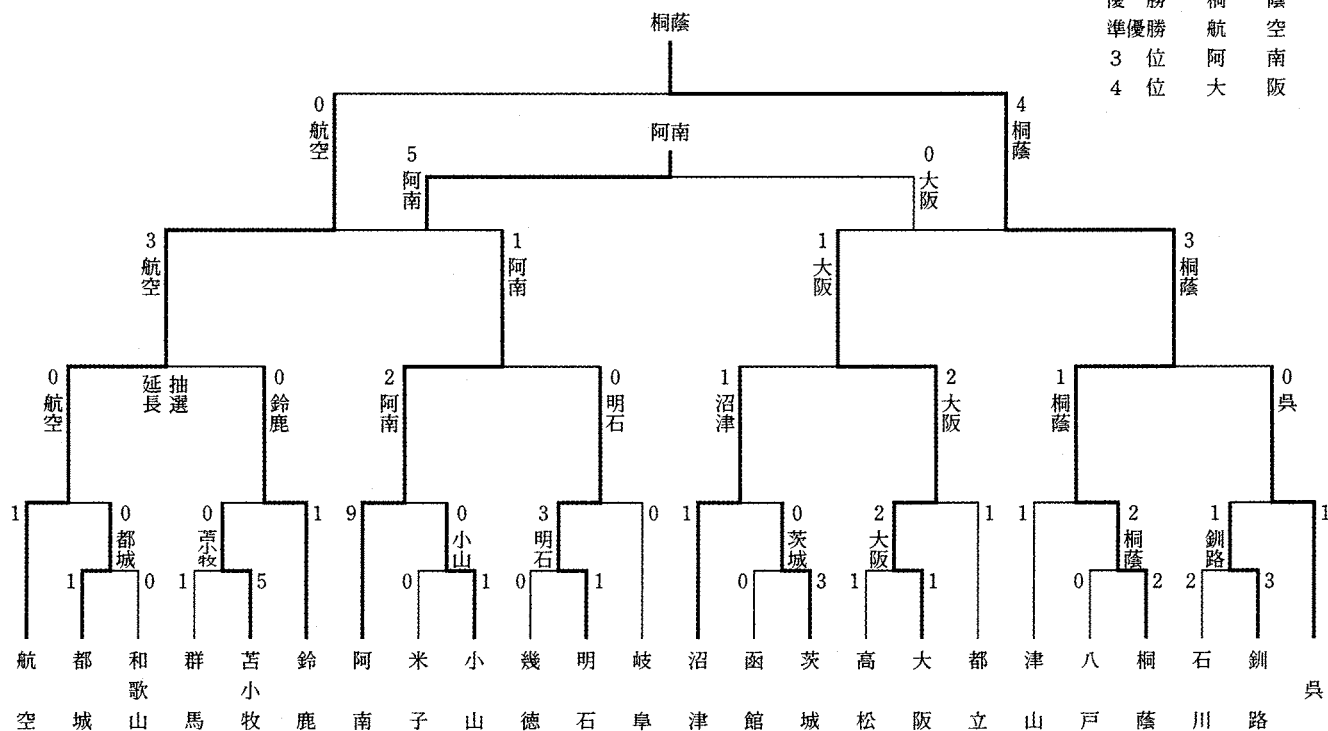 優勝 桐蔭
準優勝 航空
3位 阿南
4位 大阪
桐蔭
0 航空
4 桐蔭
阿南
5 阿南
0 大阪
3 航空
1 阿南
1 大阪
3 桐蔭
0 航空
抽選
延長
0 鈴鹿
2 阿南
0 明石
1 沼津
2 大阪
1 桐蔭
0 呉
1
0 都城
0 苫小牧
1
9
0 小山
3 明石
0
1
0 茨城
2 大阪
1
1
2 桐蔭
1 釧路
1
1 0 1 5 0 1 0 1 0 3 1 1 0 2 2 3
航空 都城 和歌山 群馬 苫小牧 鈴鹿 阿南 米子 小山 幾徳 明石 岐阜 沼津 函館 茨城 高松 大阪 都立 津山 八戸 桐蔭 石川 釧路 呉